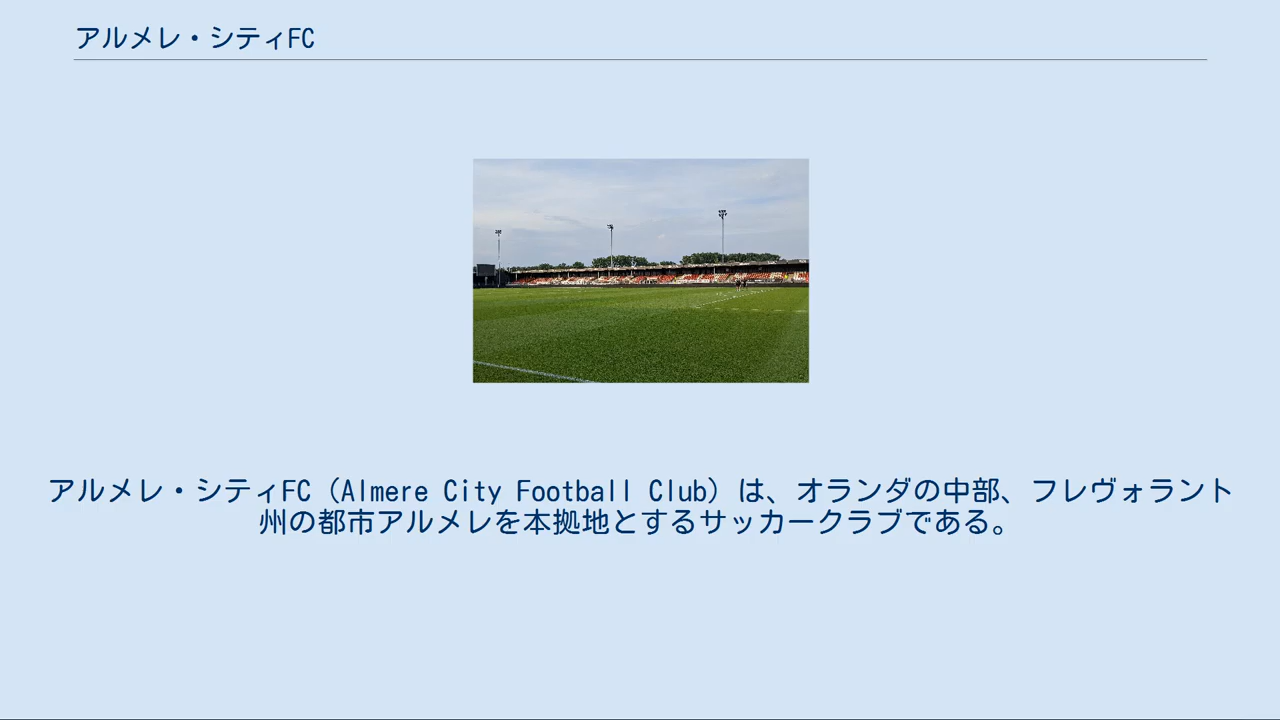 アルメレ・シティFC
アルメレ・シティFC（Almere City Football Club）は、オランダの中部、フレヴォラント
州の都市アルメレを本拠地とするサッカークラブである。